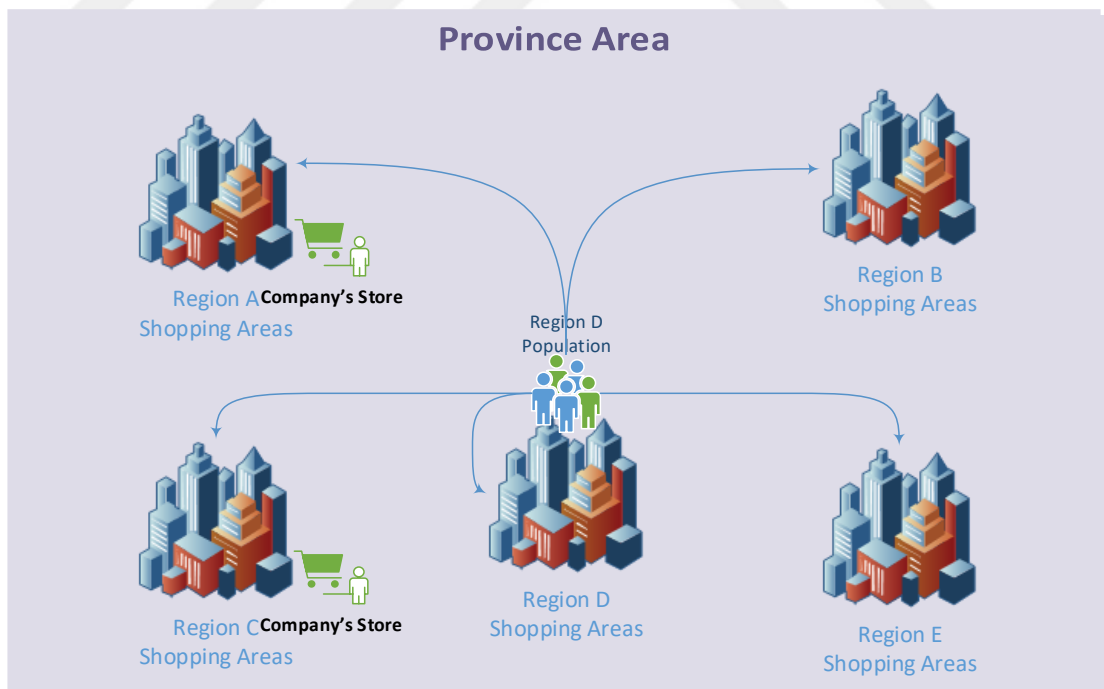 Province Area
Region A
Shopping Areas
Company's Store
Region B
Shopping Areas
Region D
Population
Region C
Shopping Areas
Company's Store
Region D
Shopping Areas
Region E
Shopping Areas